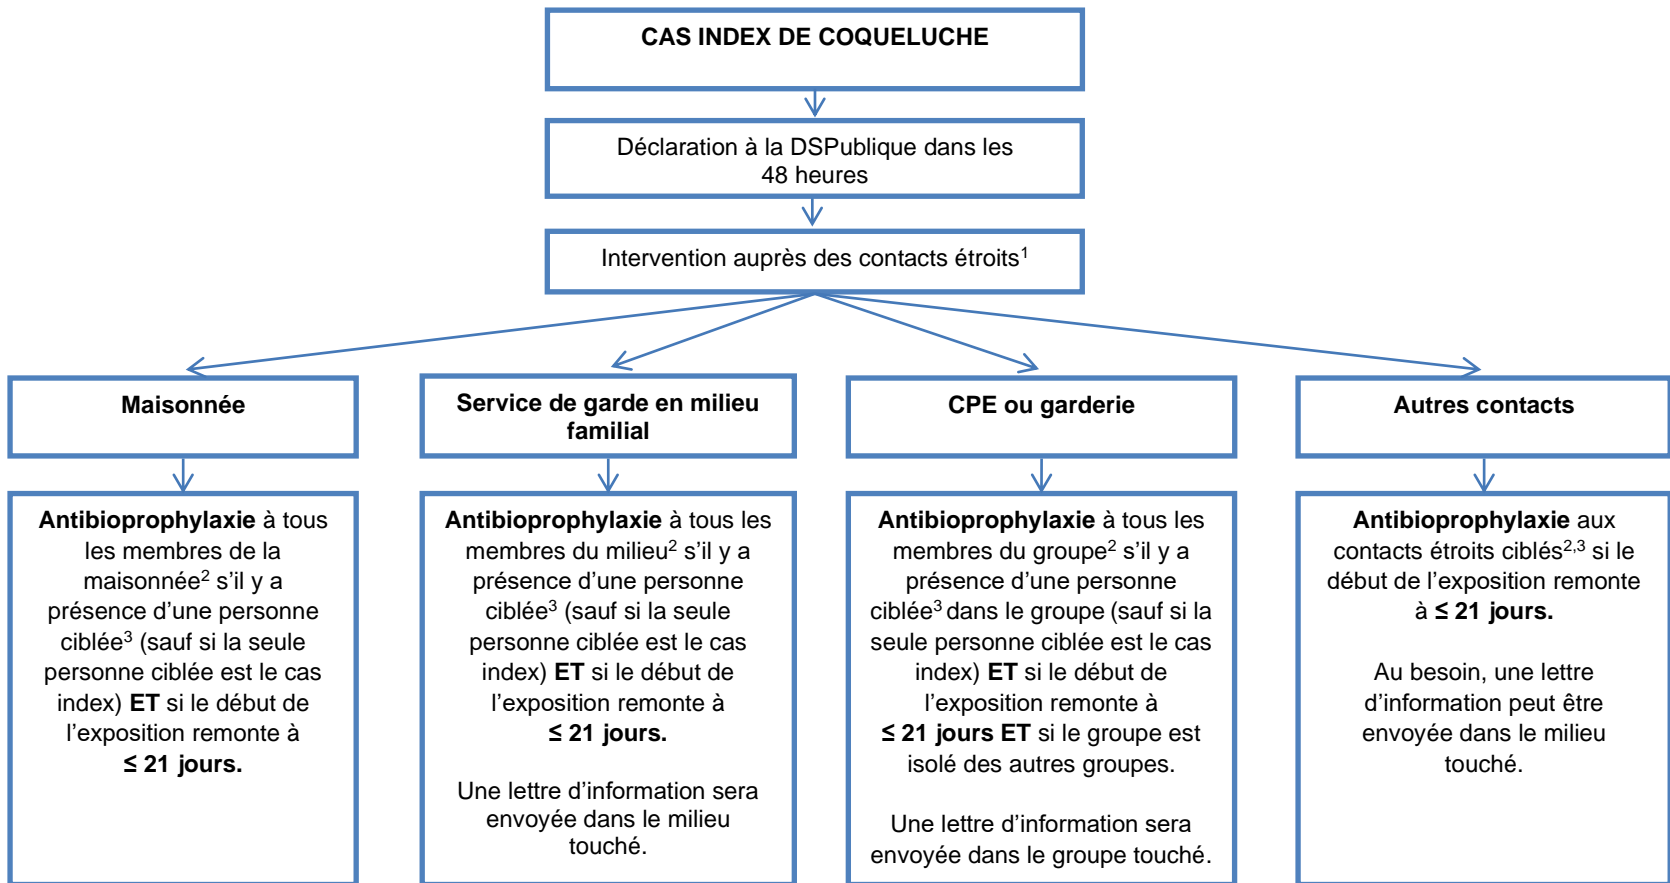 CAS INDEX DE COQUELUCHE
Déclaration à la DSPublique dans les
48 heures
Intervention auprès des contacts étroits¹
Maisonnée
Service de garde en milieu
familial
CPE ou garderie
Autres contacts
Antibioprophylaxie à tous
les membres de la
maisonnée² s’il y a
présence d’une personne
ciblée³ (sauf si la seule
personne ciblée est le cas
index) ET si le début de
l’exposition remonte à
≤ 21 jours.
Antibioprophylaxie à tous les
membres du milieu² s’il y a
présence d’une personne
ciblée³ (sauf si la seule
personne ciblée est le cas
index) ET si le début de
l’exposition remonte à
≤ 21 jours.
Une lettre d’information sera
envoyée dans le milieu
touché.
Antibioprophylaxie à tous les
membres du groupe² s’il y a
présence d’une personne
ciblée³ dans le groupe (sauf si la
seule personne ciblée est le cas
index) ET si le début de
l’exposition remonte à
≤ 21 jours ET si le groupe est
isolé des autres groupes.
Une lettre d’information sera
envoyée dans le groupe touché.
Antibioprophylaxie aux
contacts étroits ciblés²,³ si le
début de l’exposition remonte
à ≤ 21 jours.
Au besoin, une lettre
d’information peut être
envoyée dans le milieu
touché.